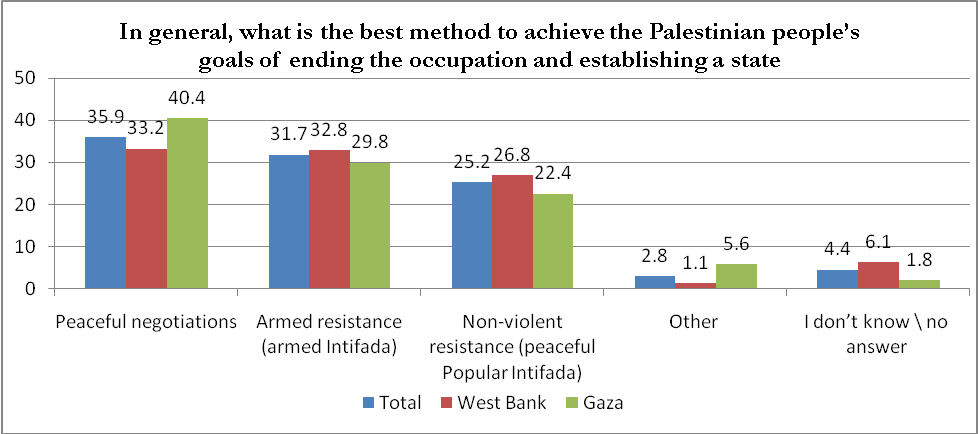 In general, what is the best method to achieve the Palestinian people’s
goals of ending the occupation and establishing a state
50
40
30
20
10
0
35.9
33.2
40.4
31.7
32.8
29.8
25.2
26.8
22.4
2.8
1.1
5.6
4.4
6.1
1.8
Peaceful negotiations
Armed resistance
(armed Intifada)
Non-violent
resistance (peaceful
Popular Intifada)
Other
I don’t know \ no
answer
Total
West Bank
Gaza